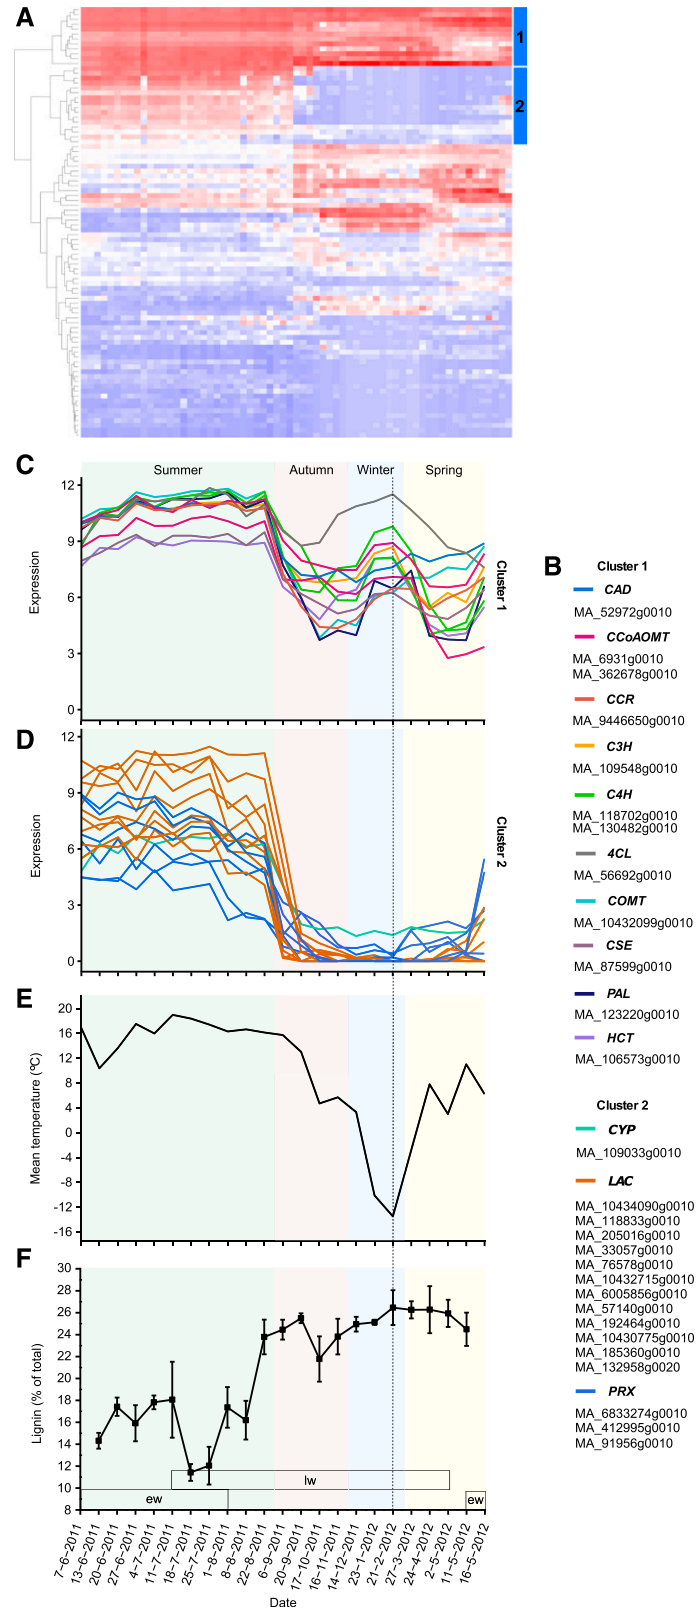 A
1
2
C
Summer
Autumn
Winter
Spring
12
9
6
3
0
Expression
Cluster 1
D
12
9
6
3
0
Expression
Cluster 2
E
20
16
12
8
4
0
-4
-8
-12
-16
Mean temperature (ºC)
F
30
28
26
24
22
20
18
16
14
12
10
8
Lignin (% of total)
lw
ew
ew
7-6-2011
13-6-2011
20-6-2011
27-6-2011
4-7-2011
11-7-2011
18-7-2011
25-7-2011
1-8-2011
8-8-2011
22-8-2011
6-9-2011
20-9-2011
17-10-2011
16-11-2011
14-12-2011
23-1-2012
21-2-2012
27-3-2012
24-4-2012
2-5-2012
11-5-2012
16-5-2012
Date
B
Cluster 1
CAD
MA_52972g0010
CCoAOMT
MA_6931g0010
MA_362678g0010
CCR
MA_9446650g0010
C3H
MA_109548g0010
C4H
MA_118702g0010
MA_130482g0010
4CL
MA_56692g0010
COMT
MA_10432099g0010
CSE
MA_87599g0010
PAL
MA_123220g0010
HCT
MA_106573g0010
Cluster 2
CYP
MA_109033g0010
LAC
MA_10434090g0010
MA_118833g0010
MA_205016g0010
MA_33057g0010
MA_76578g0010
MA_10432715g0010
MA_6005856g0010
MA_57140g0010
MA_192464g0010
MA_10430775g0010
MA_185360g0010
MA_132958g0020
PRX
MA_6833274g0010
MA_412995g0010
MA_91956g0010